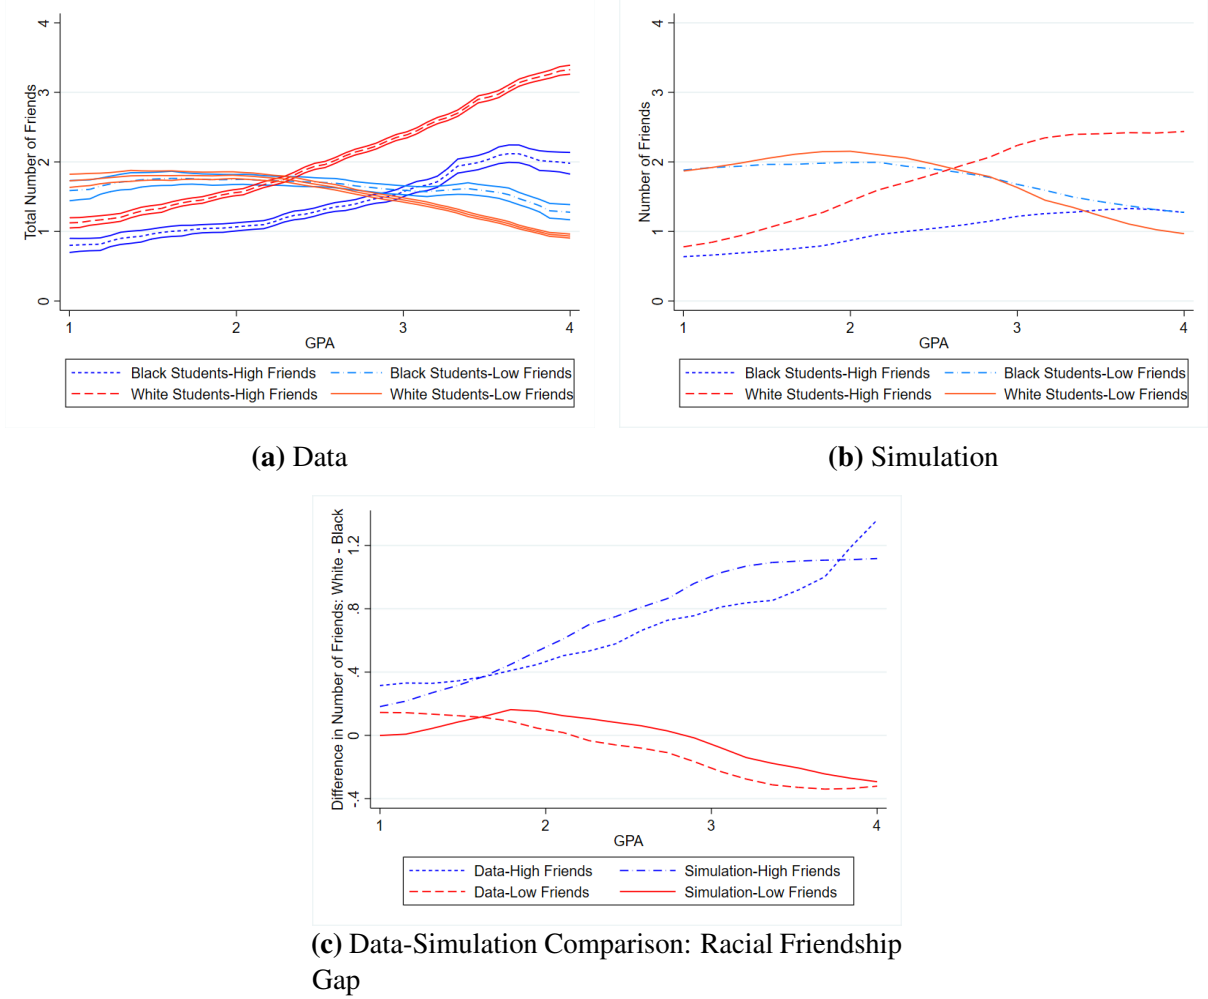 Total Number of Friends
4
3
2
1
0
1 2 3 4
GPA
Black Students-High Friends Black Students-Low Friends
White Students-High Friends White Students-Low Friends
(a) Data
Number of Friends
4
3
2
1
0
1 2 3 4
GPA
Black Students-High Friends Black Students-Low Friends
White Students-High Friends White Students-Low Friends
(b) Simulation
Difference in Number of Friends: White - Black
1.2
.8
.4
0
-.4
1 2 3 4
GPA
Data-High Friends Simulation-High Friends
Data-Low Friends Simulation-Low Friends
(c) Data-Simulation Comparison: Racial Friendship
Gap